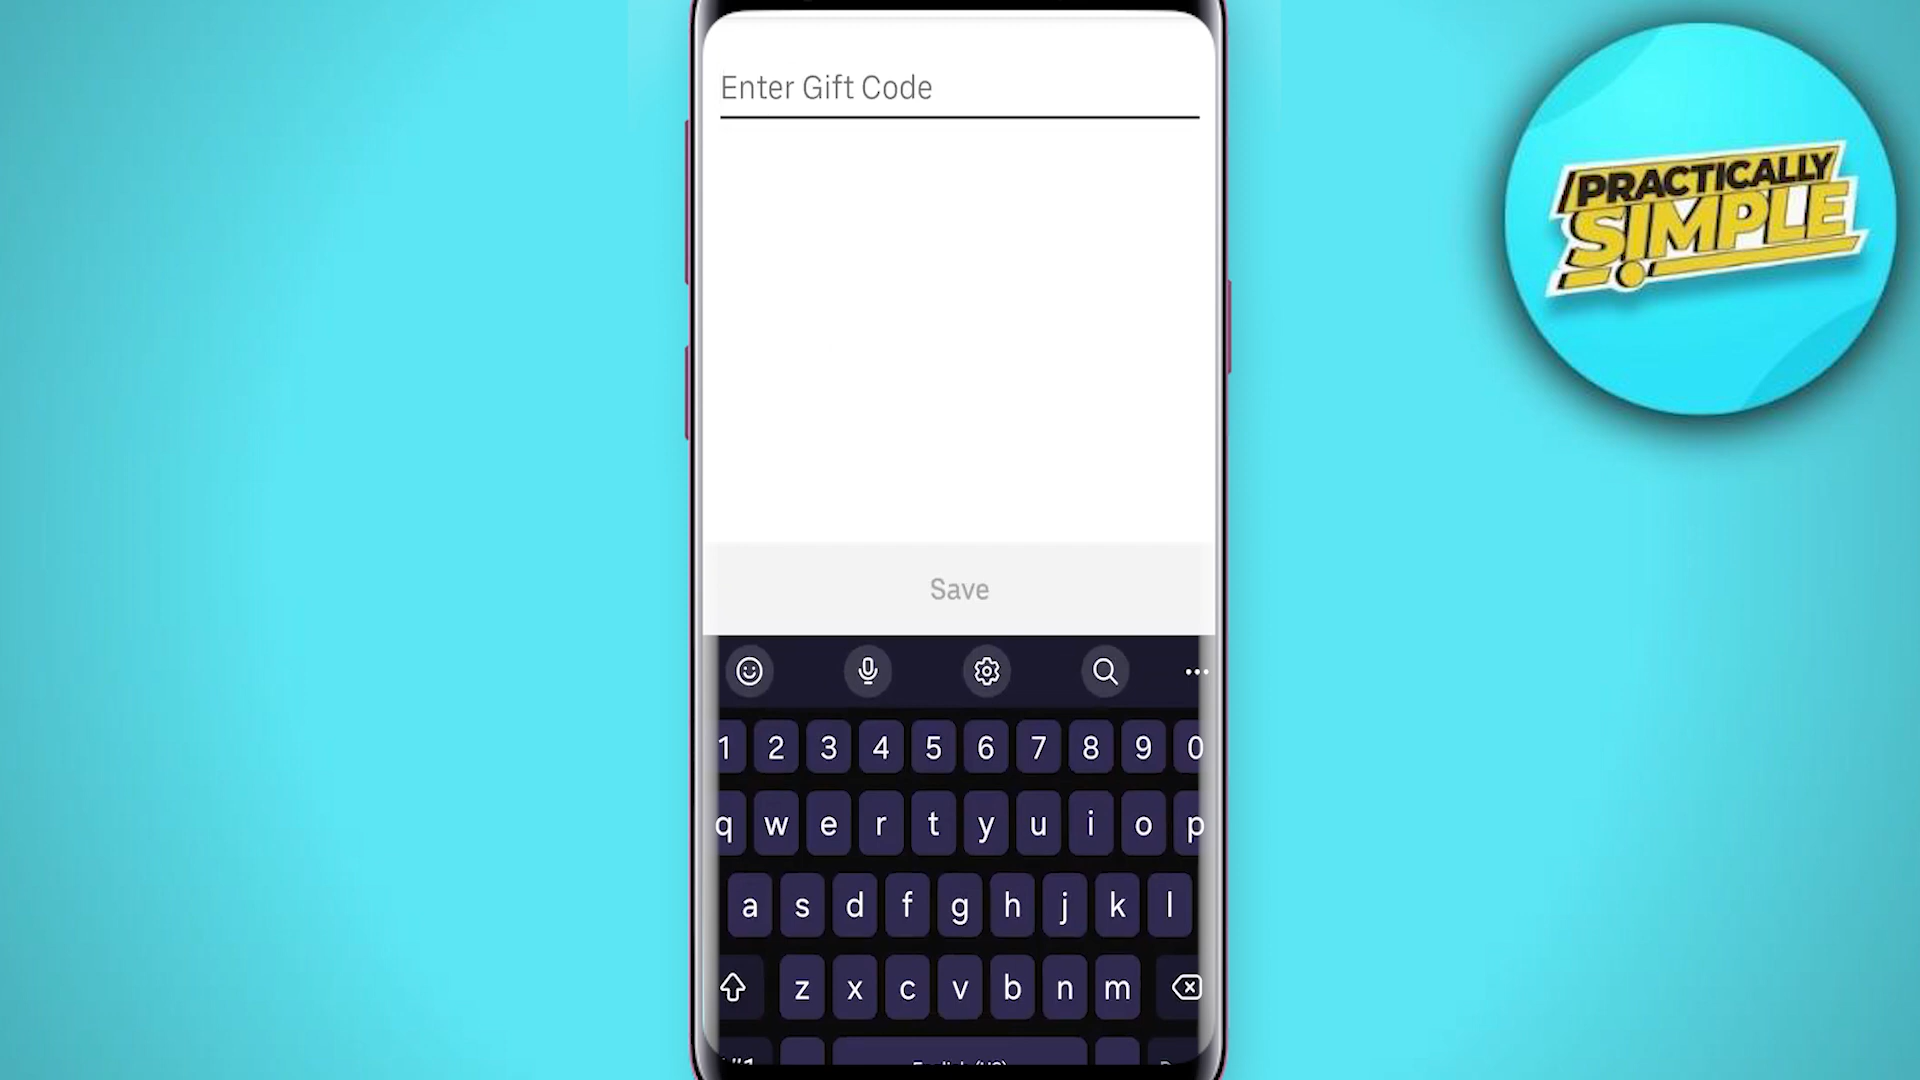 Enter Gift Code
PRACTICALLY
SIMPLE
Save
1 2 3 4 5 6 7 8 9 0
q w e r t y u i o p
a s d f g h j k l
z x c v b n m